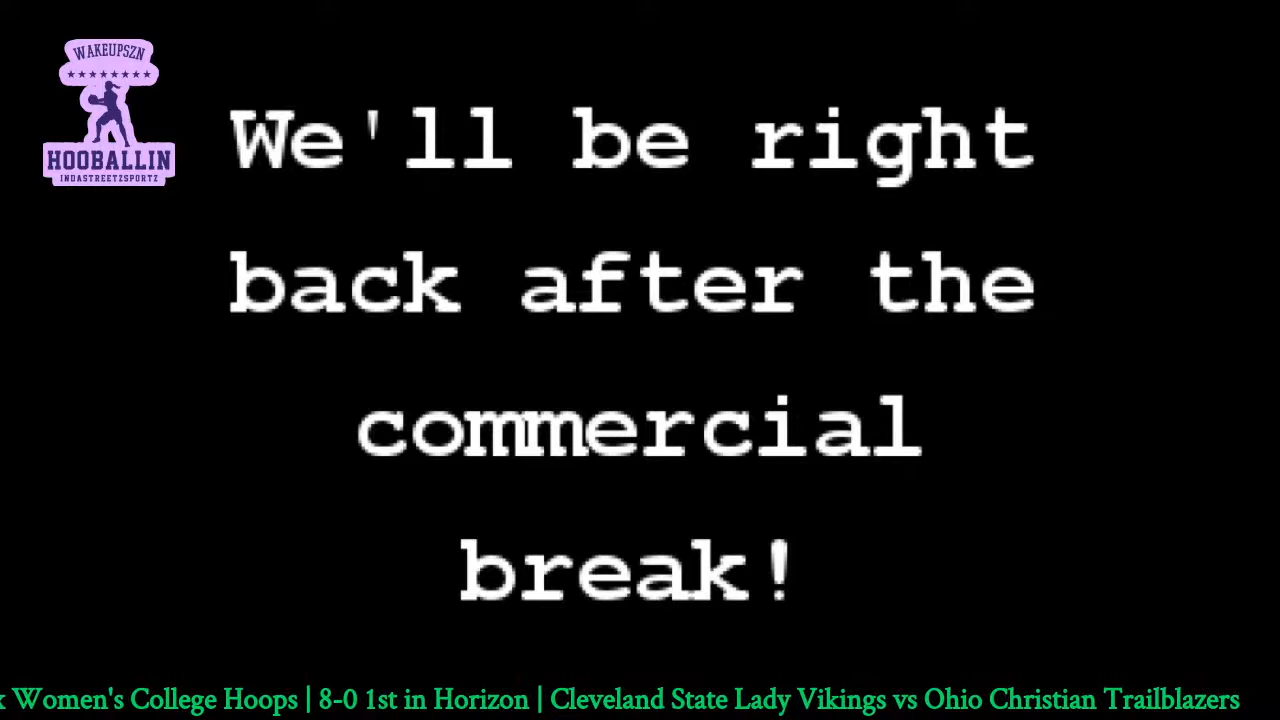 WAKEUPSZN
HOOBALLIN
INDASTREETZSPORTZ
We'll be right
back after the
commercial
break!
Women's College Hoops | 8-0 1st in Horizon | Cleveland State Lady Vikings vs Ohio Christian Trailblazers